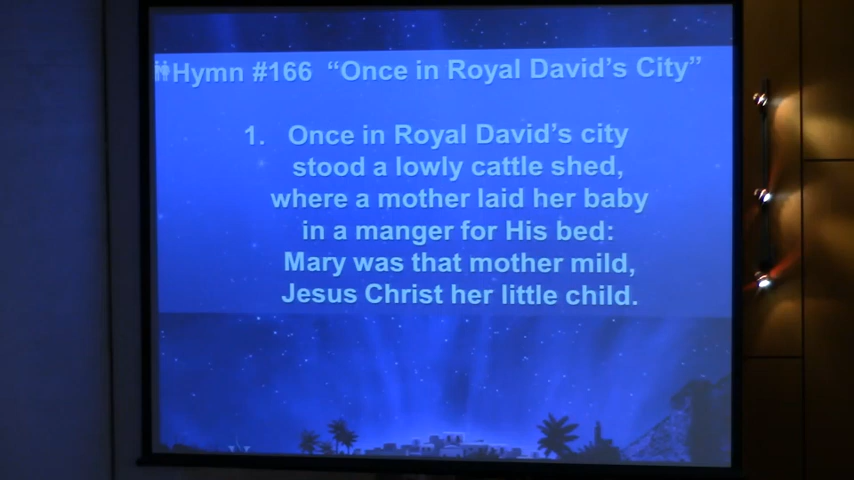 Hymn #166 “Once in Royal David’s City”
1. Once in Royal David’s city
stood a lowly cattle shed,
where a mother laid her baby
in a manger for His bed:
Mary was that mother mild,
Jesus Christ her little child.